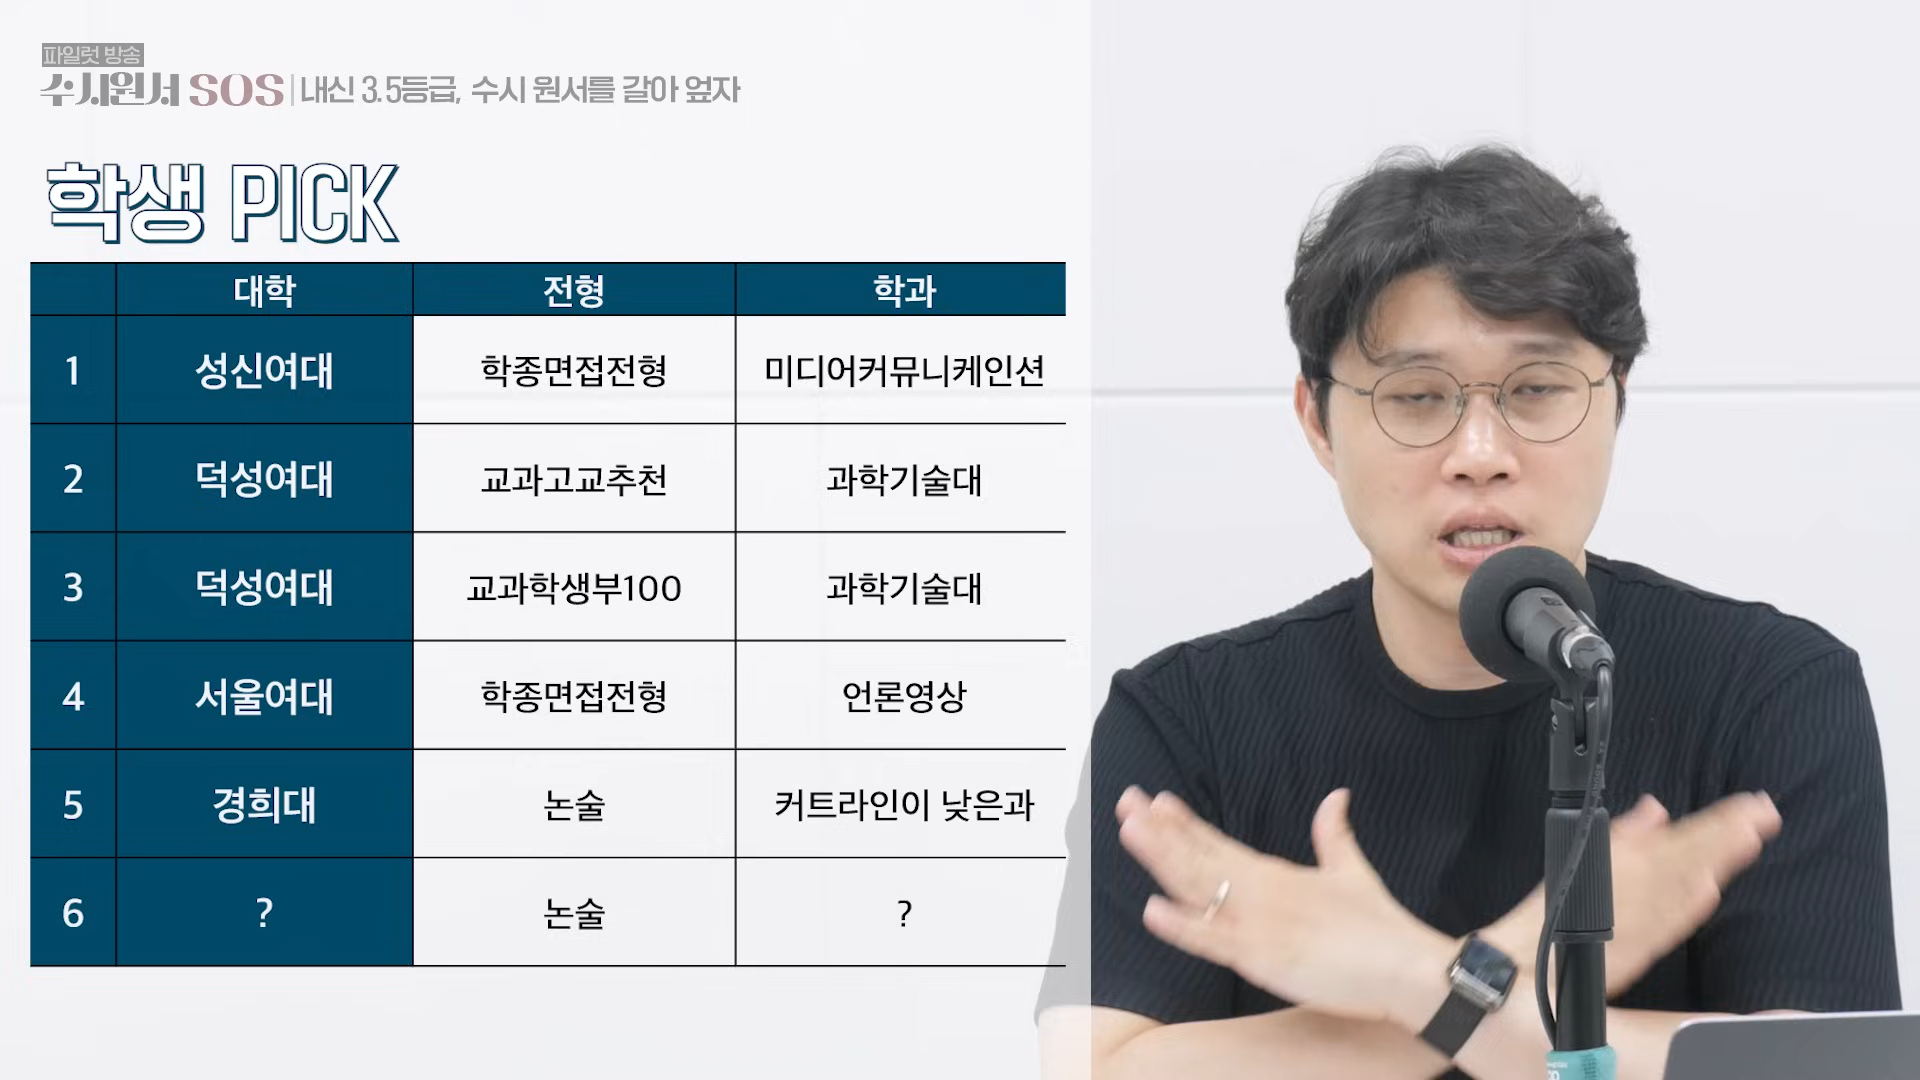 파일럿 방송
수시원서 SOS | 내신 3.5등급, 수시 원서를 갈아 엎자
학생 PICK
대학 전형 학과
1 성신여대 학종면접전형 미디어커뮤니케인션
2 덕성여대 교과고교추천 과학기술대
3 덕성여대 교과학생부100 과학기술대
4 서울여대 학종면접전형 언론영상
5 경희대 논술 커트라인이 낮은과
6 ? 논술 ?